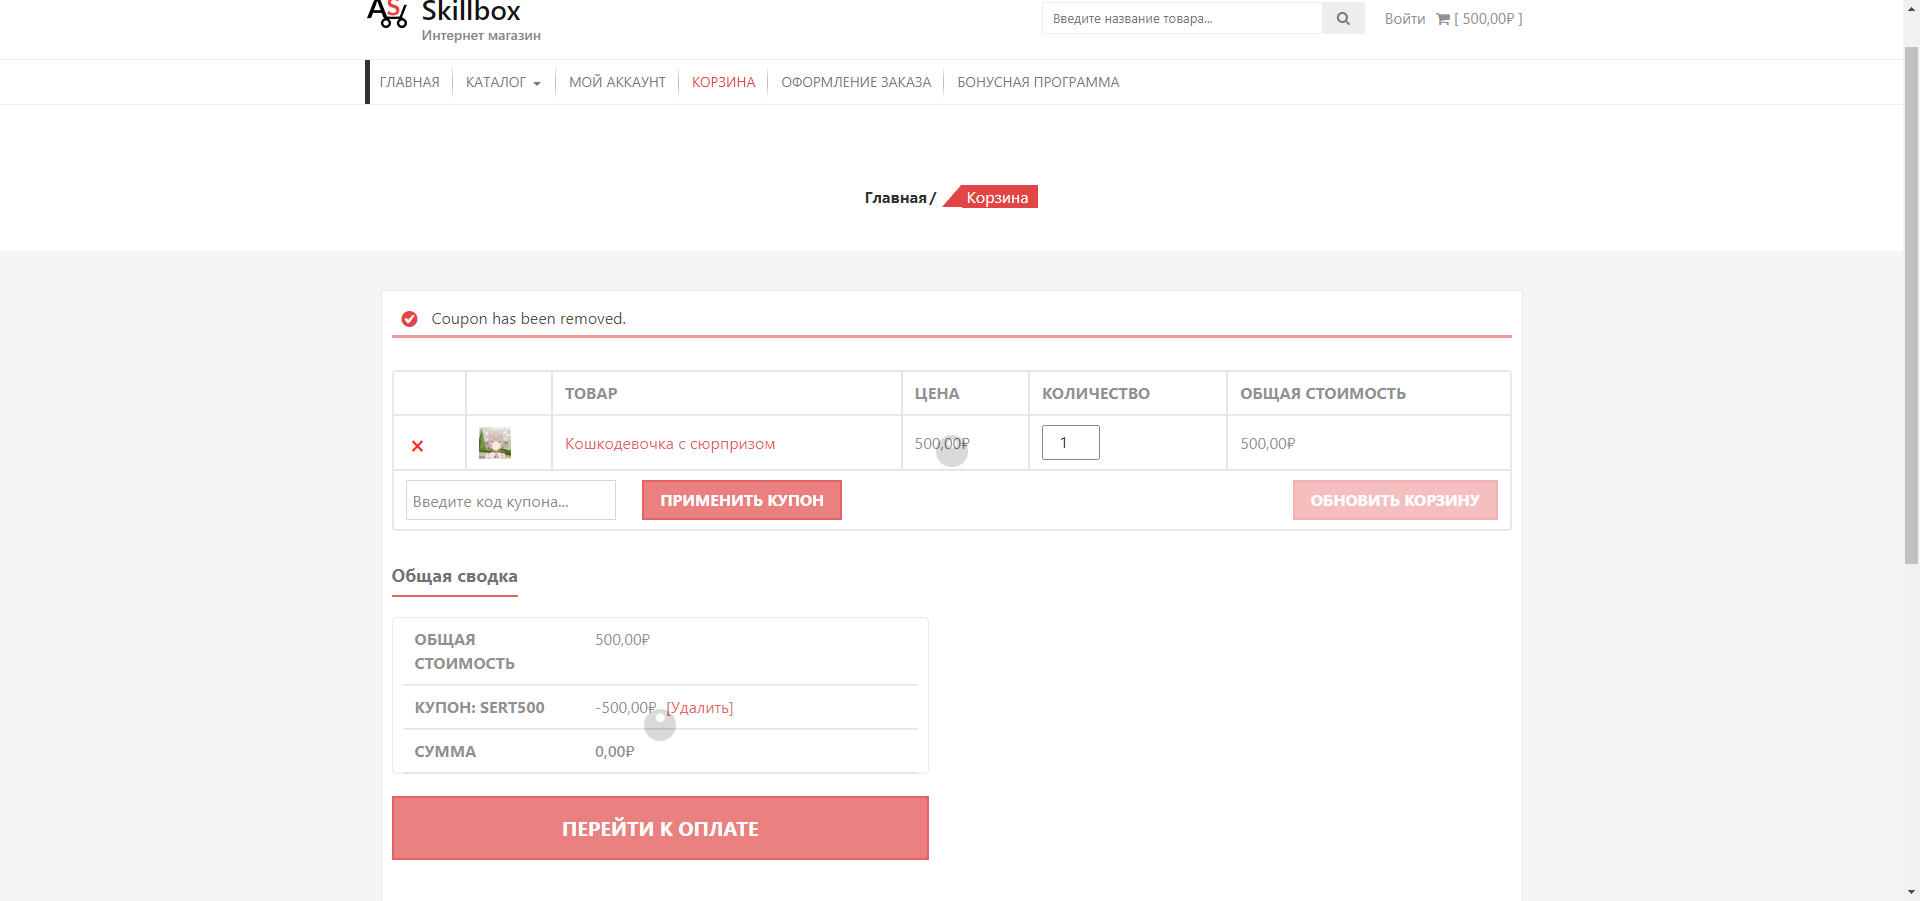 AS
Skillbox
Интернет магазин
Введите название товара...
Войти [ 500,00₽ ]
ГЛАВНАЯ КАТАЛОГ МОЙ АККАУНТ КОРЗИНА ОФОРМЛЕНИЕ ЗАКАЗА БОНУСНАЯ ПРОГРАММА
Главная / Корзина
Coupon has been removed.
ТОВАР ЦЕНА КОЛИЧЕСТВО ОБЩАЯ СТОИМОСТЬ
Кошкодевочка с сюрпризом 500,00₽ 1 500,00₽
Введите код купона... ПРИМЕНИТЬ КУПОН ОБНОВИТЬ КОРЗИНУ
Общая сводка
ОБЩАЯ СТОИМОСТЬ 500,00₽
КУПОН: SERT500 -500,00₽ [Удалить]
СУММА 0,00₽
ПЕРЕЙТИ К ОПЛАТЕ